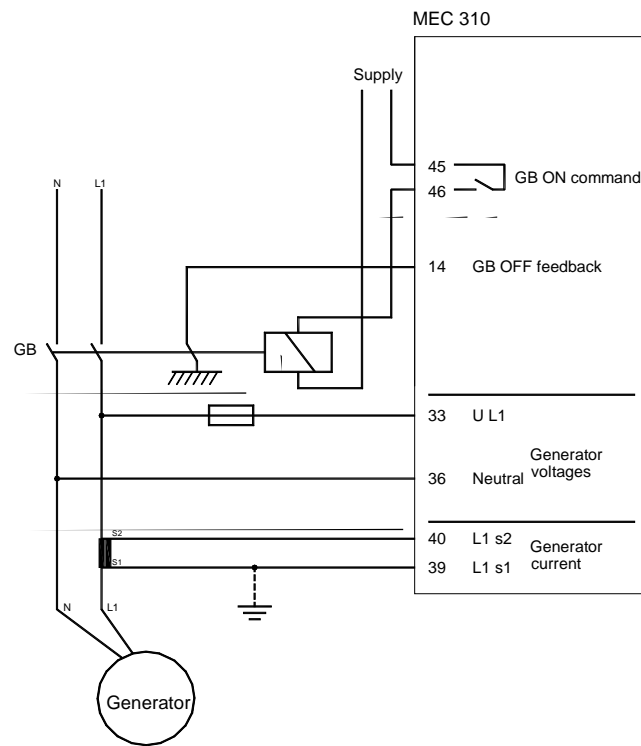 MEC 310
Supply
45
GB ON command
46
N
L1
14 GB OFF feedback
GB
33 U L1
Generator
voltages
36 Neutral
S2
40 L1 s2
Generator
current
S1
39 L1 s1
N
L1
Generator